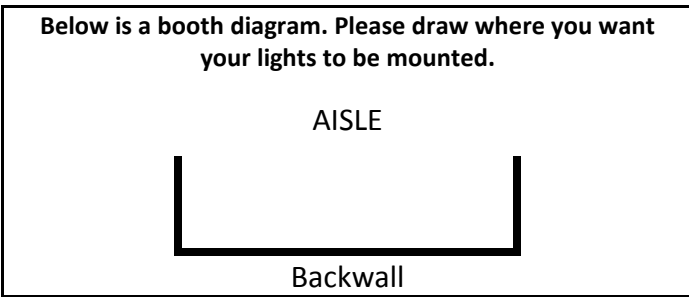 Below is a booth diagram. Please draw where you want
your lights to be mounted.
AISLE
Backwall